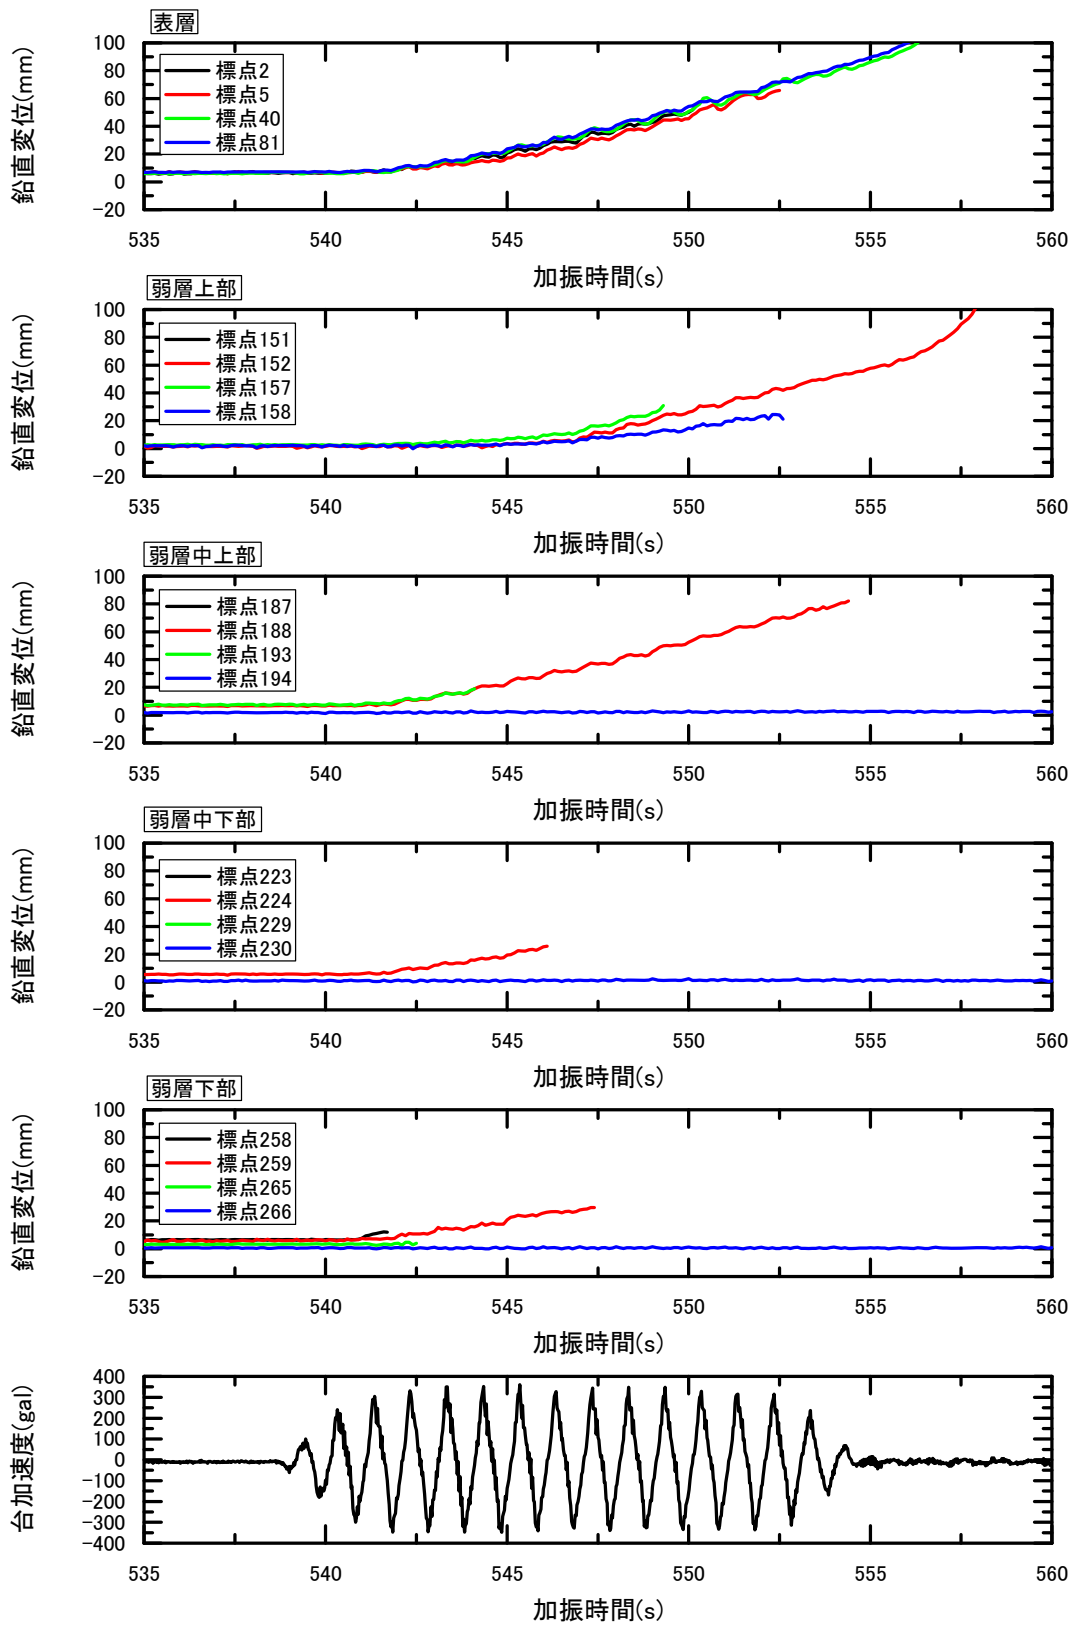 表層
鉛直変位(mm)
100
80
60
40
20
0
-20
標点2
標点5
標点40
標点81
535 540 545 550 555 560
加振時間(s)
弱層上部
鉛直変位(mm)
100
80
60
40
20
0
-20
標点151
標点152
標点157
標点158
535 540 545 550 555 560
加振時間(s)
弱層中上部
鉛直変位(mm)
100
80
60
40
20
0
-20
標点187
標点188
標点193
標点194
535 540 545 550 555 560
加振時間(s)
弱層中下部
鉛直変位(mm)
100
80
60
40
20
0
-20
標点223
標点224
標点229
標点230
535 540 545 550 555 560
加振時間(s)
弱層下部
鉛直変位(mm)
100
80
60
40
20
0
-20
標点258
標点259
標点265
標点266
535 540 545 550 555 560
加振時間(s)
台加速度(gal)
400
300
200
100
0
-100
-200
-300
-400
535 540 545 550 555 560
加振時間(s)